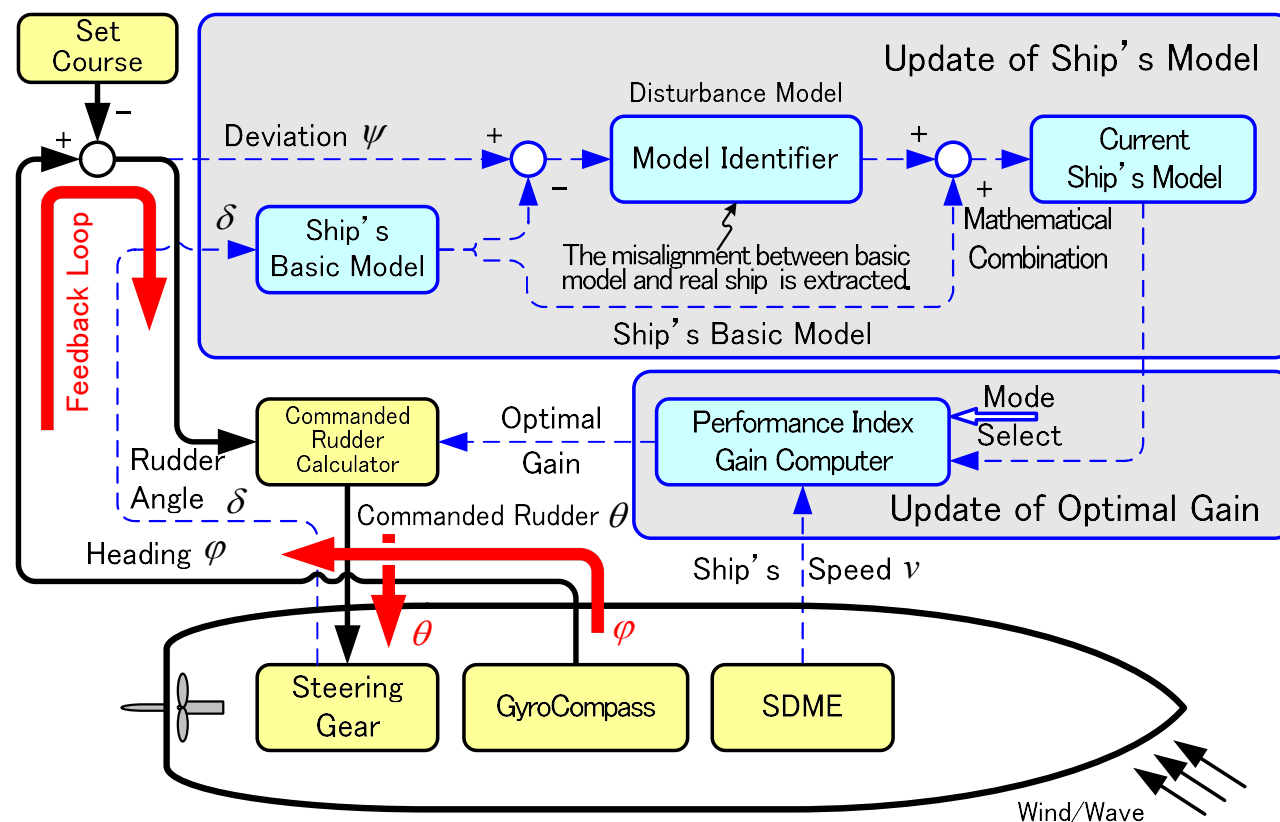 Set
Course
Update of Ship's Model
Disturbance Model
−
+
Deviation ψ
+
Model Identifier
+
Current
Ship's Model
−
+
δ
Ship's
Basic Model
Mathematical
Combination
The misalignment between basic
model and real ship is extracted.
Ship's Basic Model
Feedback Loop
Commanded
Rudder
Calculator
Optimal
Gain
Performance Index
Gain Computer
Mode
Select
Rudder
Angle δ
Update of Optimal Gain
Commanded Rudder θ
Heading φ
Ship's Speed v
θ
φ
Steering
Gear
GyroCompass
SDME
Wind/Wave